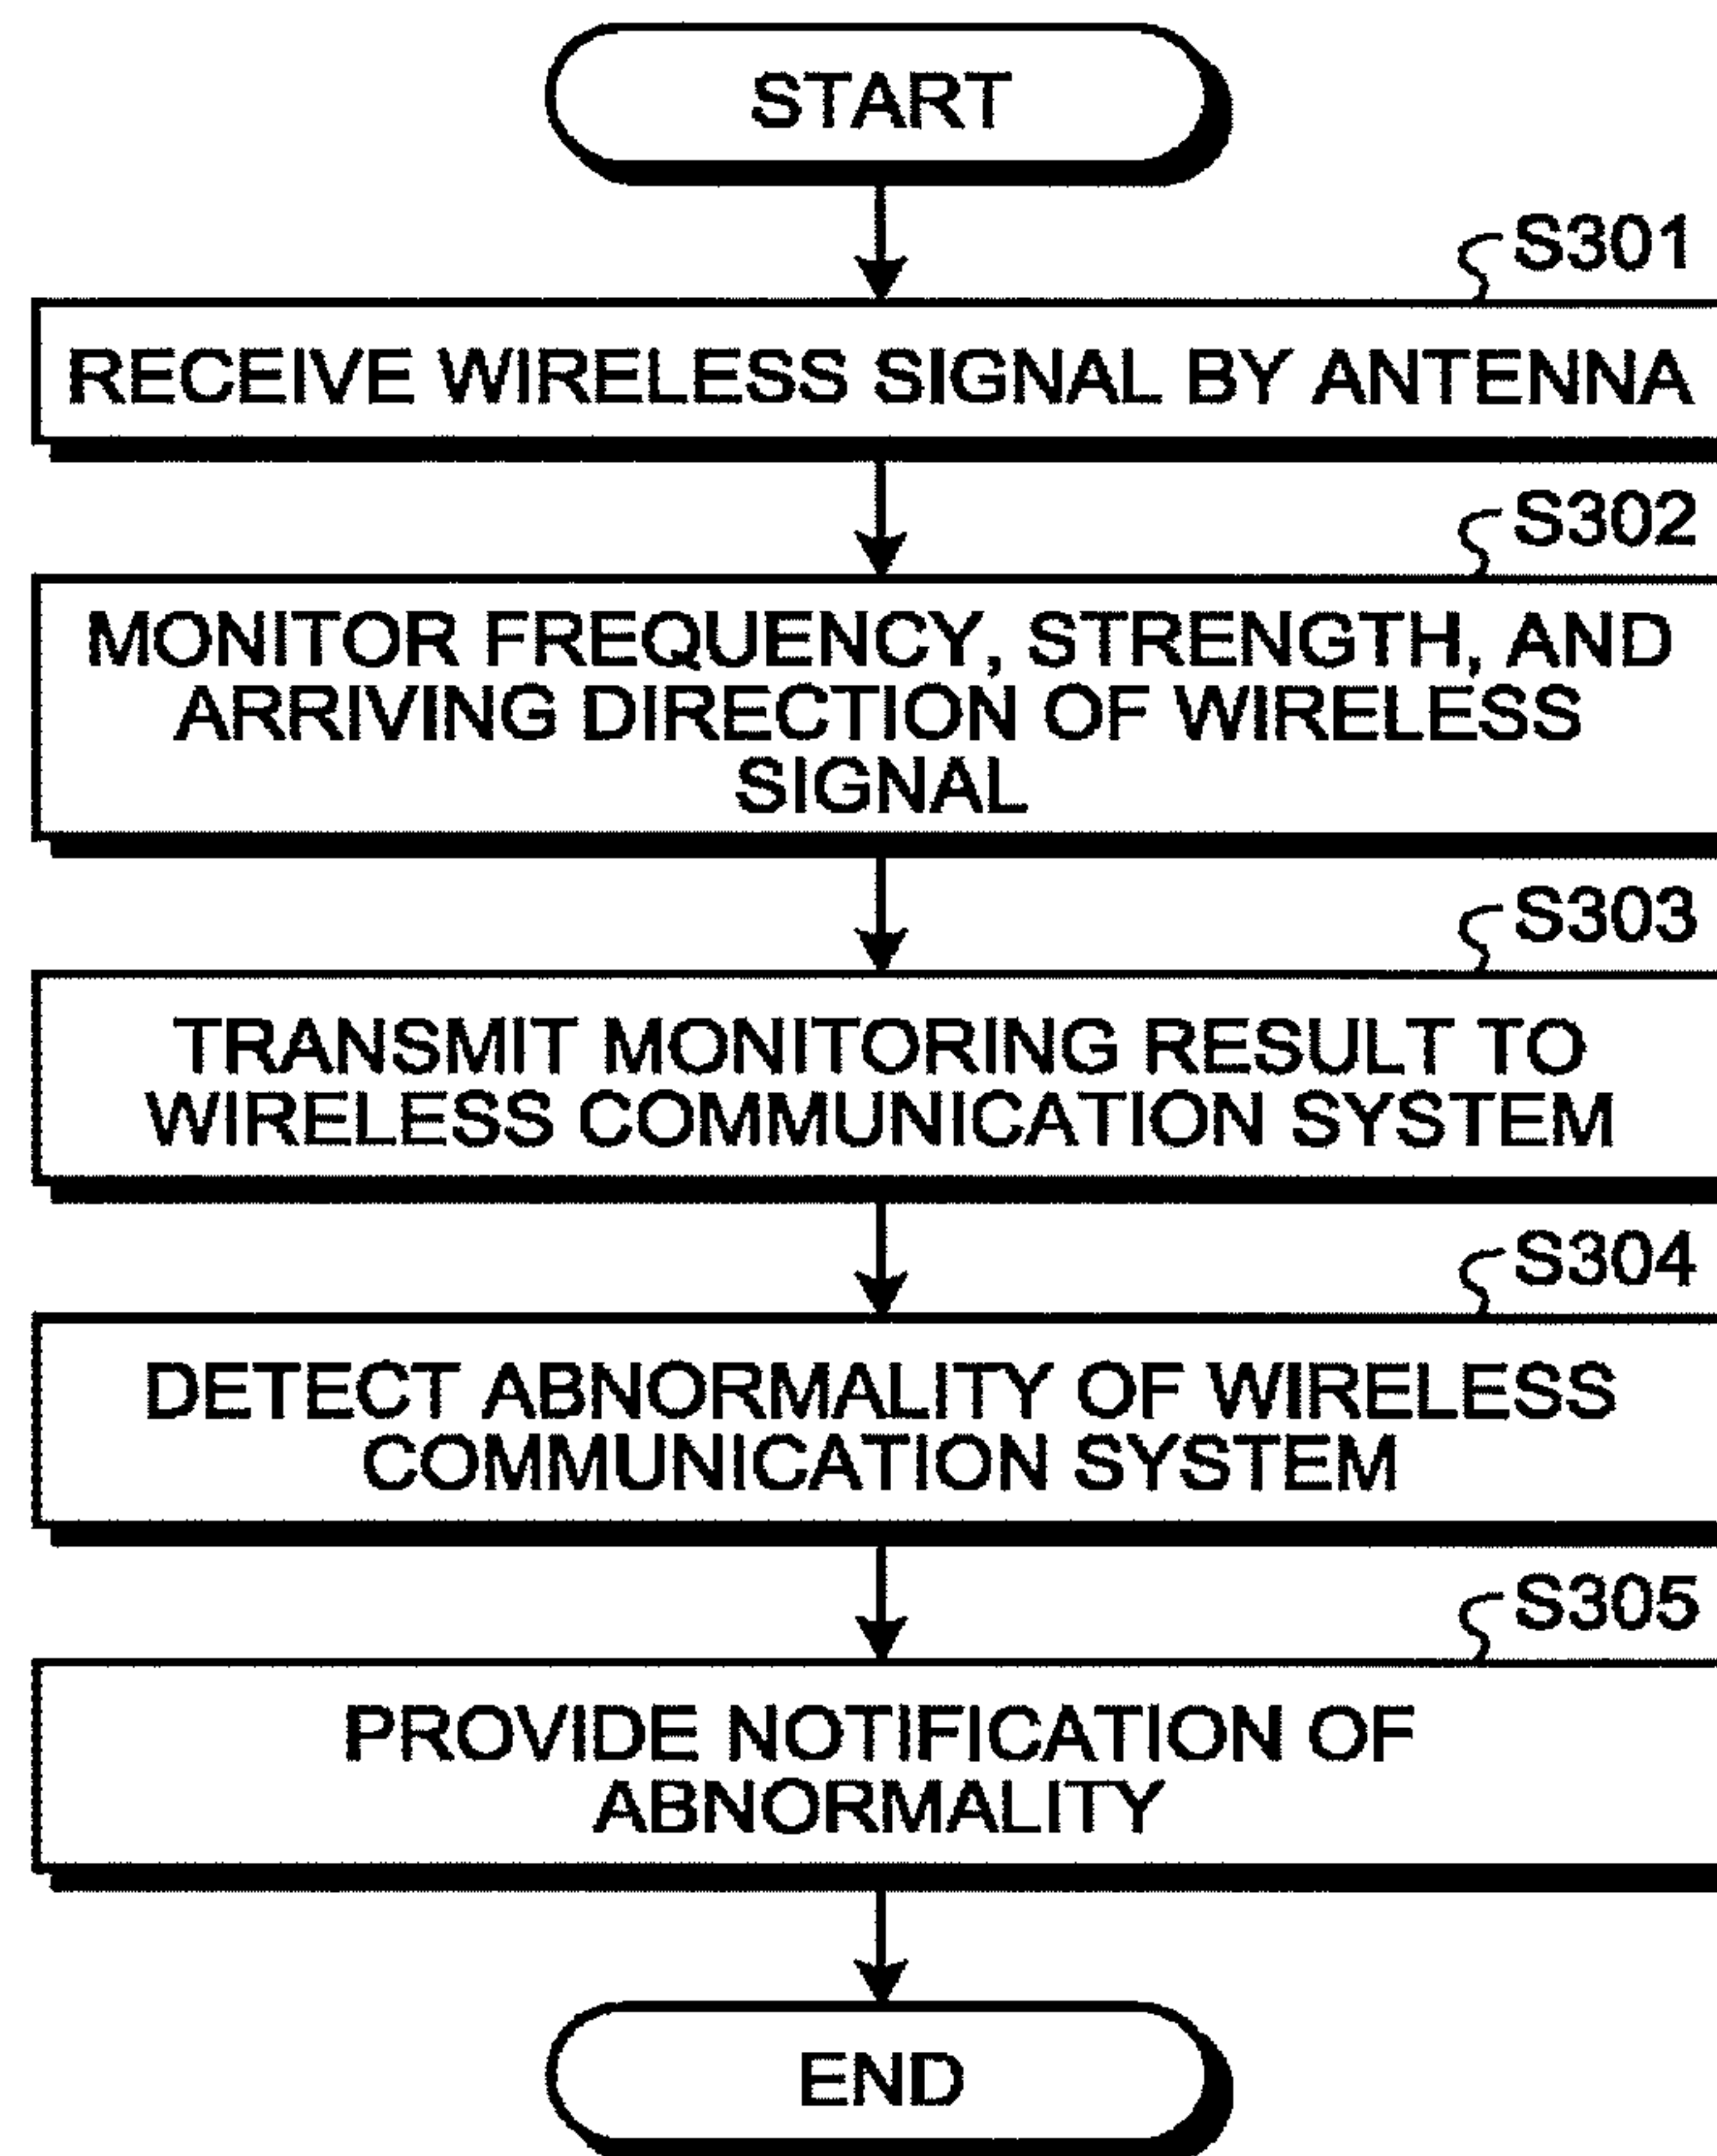 START
S301
RECEIVE WIRELESS SIGNAL BY ANTENNA
S302
MONITOR FREQUENCY, STRENGTH, AND
ARRIVING DIRECTION OF WIRELESS
SIGNAL
S303
TRANSMIT MONITORING RESULT TO
WIRELESS COMMUNICATION SYSTEM
S304
DETECT ABNORMALITY OF WIRELESS
COMMUNICATION SYSTEM
S305
PROVIDE NOTIFICATION OF
ABNORMALITY
END